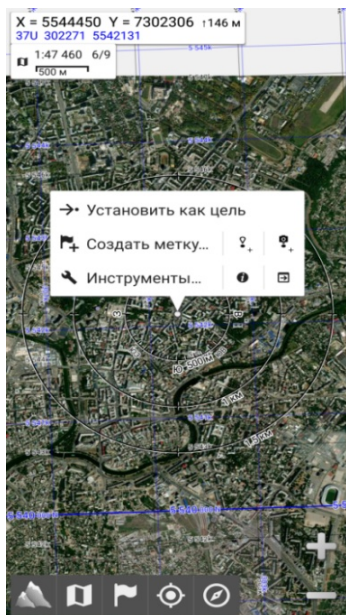 X = 5544450 Y = 7302306 ↑146 м
37U 302271 5542131
1:47 460 6/9
500 м
Установить как цель
Создать метку...
Инструменты...
З
В
Ю 500 М
1 КМ
1,5 КМ